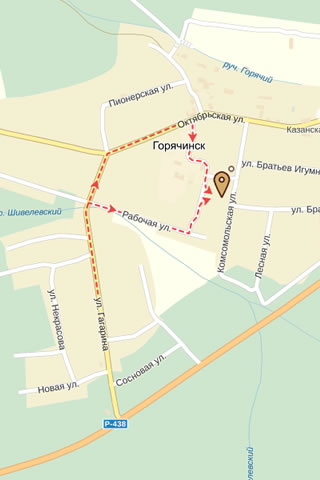 руч. Горячий
Пионерская ул.
Октябрьская ул.
Казанска
Горячинск
ул. Братьев Игумн
р. Шивелевский
Рабочая ул.
Комсомольская ул.
ул. Бра
Лесная ул.
ул. Некрасова
ул. Гагарина
Новая ул.
Сосновая ул.
Р-438
левский